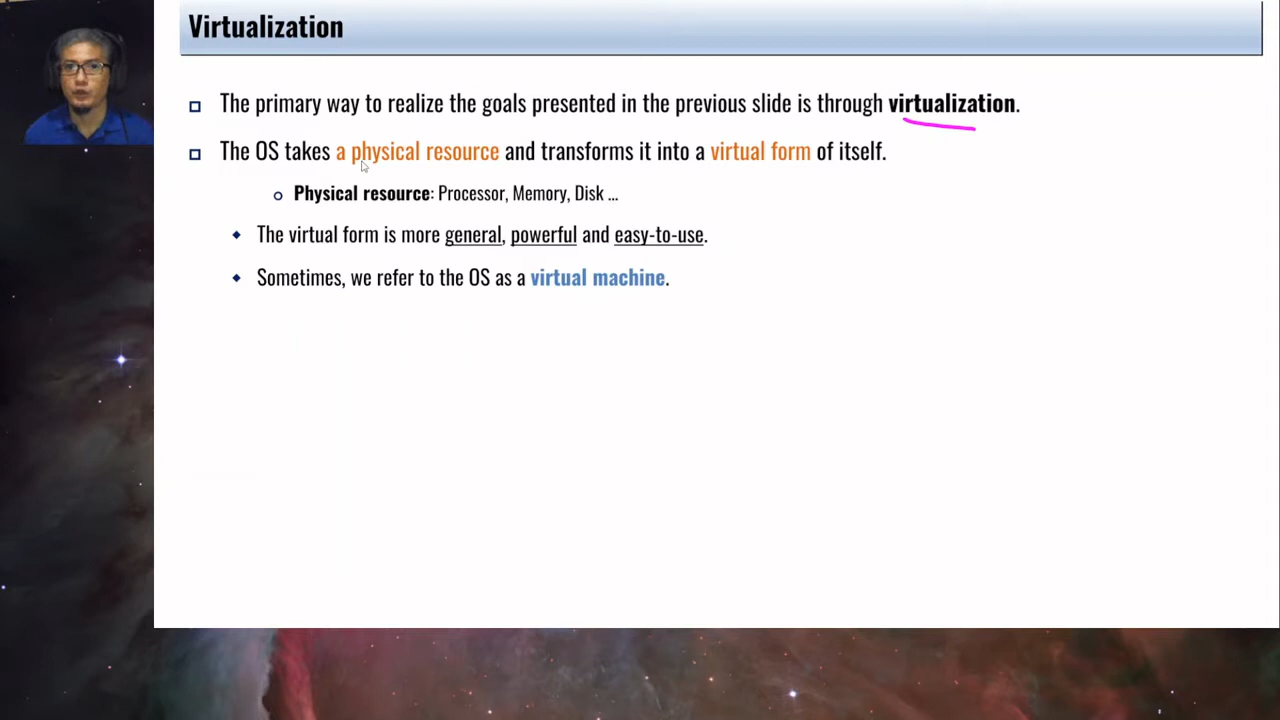 Virtualization
The primary way to realize the goals presented in the previous slide is through virtualization.
The OS takes a physical resource and transforms it into a virtual form of itself.
Physical resource: Processor, Memory, Disk ...
The virtual form is more general, powerful and easy-to-use.
Sometimes, we refer to the OS as a virtual machine.